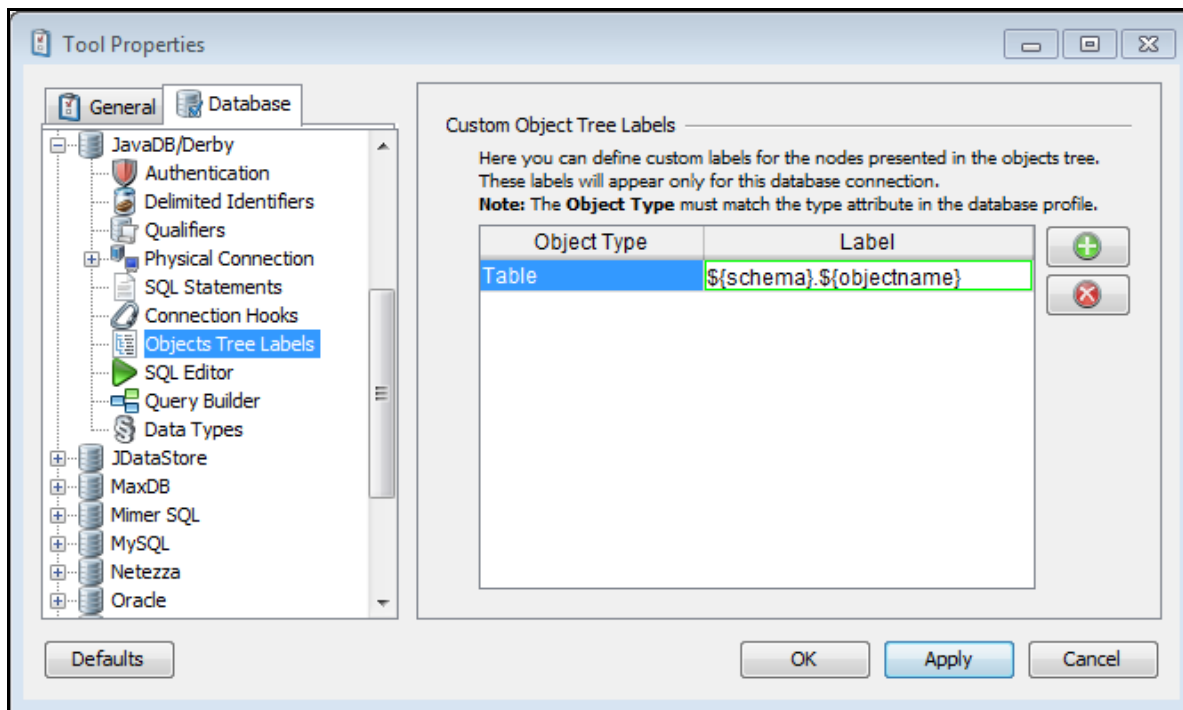 Tool Properties
General
Database
JavaDB/Derby
Authentication
Delimited Identifiers
Qualifiers
Physical Connection
SQL Statements
Connection Hooks
Objects Tree Labels
SQL Editor
Query Builder
Data Types
JDataStore
MaxDB
Mimer SQL
MySQL
Netezza
Oracle
Custom Object Tree Labels
Here you can define custom labels for the nodes presented in the objects tree.
These labels will appear only for this database connection.
Note: The Object Type must match the type attribute in the database profile.
Object Type Label
Table ${schema}.${objectname}
Defaults
OK
Apply
Cancel